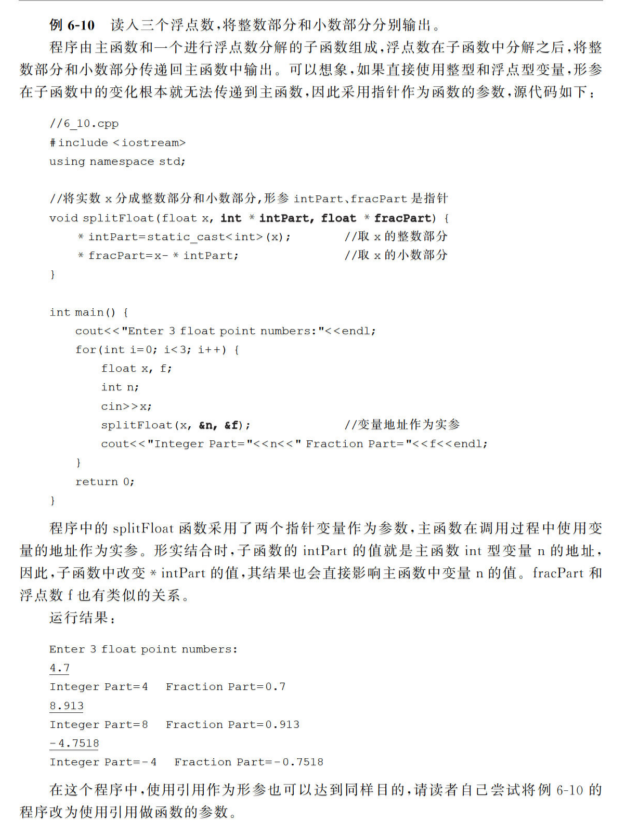 例 6-10 读入三个浮点数,将整数部分和小数部分分别输出。
程序由主函数和一个进行浮点数分解的子函数组成,浮点数在子函数中分解之后,将整
数部分和小数部分传递回主函数中输出。可以想象,如果直接使用整型和浮点型变量,形参
在子函数中的变化根本就无法传递到主函数,因此采用指针作为函数的参数,源代码如下:
//6_10.cpp
#include <iostream>
using namespace std;
//将实数 x 分成整数部分和小数部分,形参 intPart、fracPart 是指针
void splitFloat(float x, int * intPart, float * fracPart) {
* intPart=static_cast<int>(x); //取 x 的整数部分
* fracPart=x- * intPart; //取 x 的小数部分
}
int main() {
cout<<"Enter 3 float point numbers:"<<endl;
for(int i=0; i<3; i++) {
float x, f;
int n;
cin>>x;
splitFloat(x, &n, &f); //变量地址作为实参
cout<<"Integer Part="<<n<<" Fraction Part="<<f<<endl;
}
return 0;
}
程序中的 splitFloat 函数采用了两个指针变量作为参数,主函数在调用过程中使用变
量的地址作为实参。形实结合时,子函数的 intPart 的值就是主函数 int 型变量 n 的地址,
因此,子函数中改变 * intPart 的值,其结果也会直接影响主函数中变量 n 的值。fracPart 和
浮点数 f 也有类似的关系。
运行结果:
Enter 3 float point numbers:
4.7
Integer Part=4 Fraction Part=0.7
8.913
Integer Part=8 Fraction Part=0.913
-4.7518
Integer Part=-4 Fraction Part=-0.7518
在这个程序中,使用引用作为形参也可以达到同样目的,请读者自己尝试将例 6-10 的
程序改为使用引用做函数的参数。